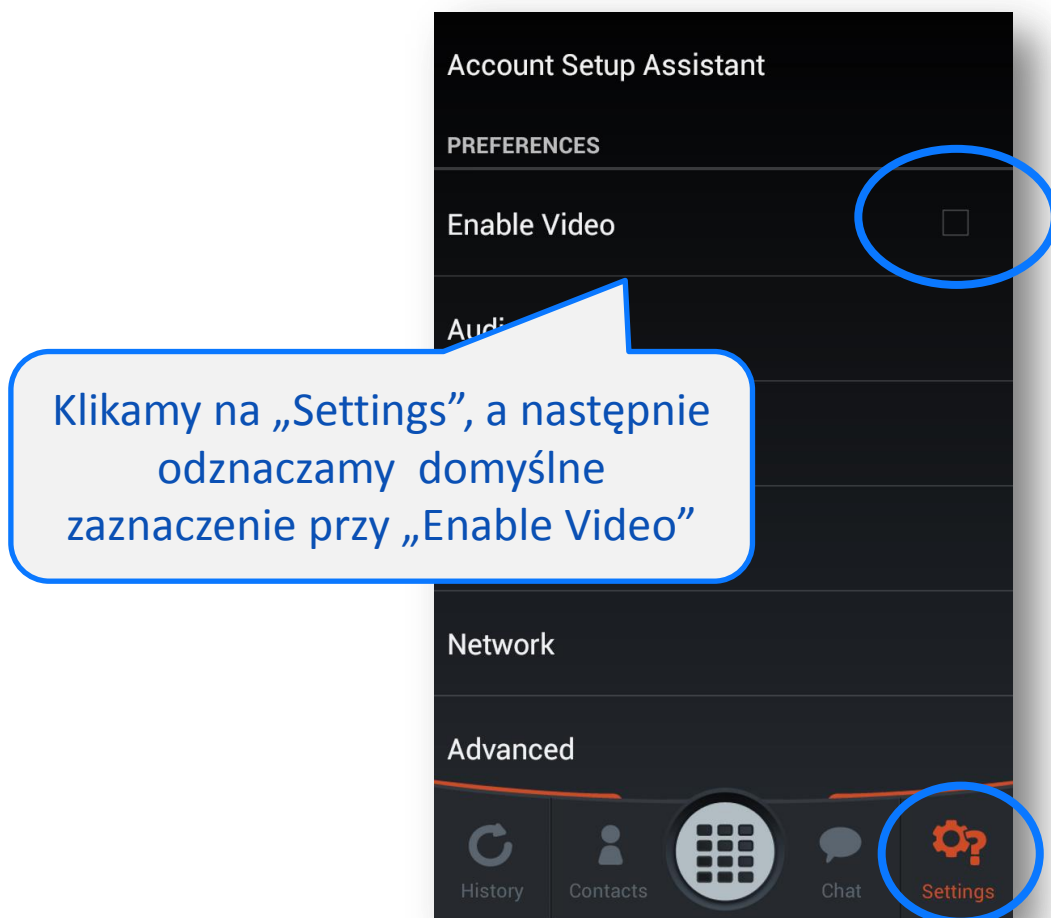 Account Setup Assistant
PREFERENCES
Enable Video
Klikamy na „Settings”, a następnie
odznaczamy domyślne
zaznaczenie przy „Enable Video”
Network
Advanced
History
Contacts
Chat
Settings